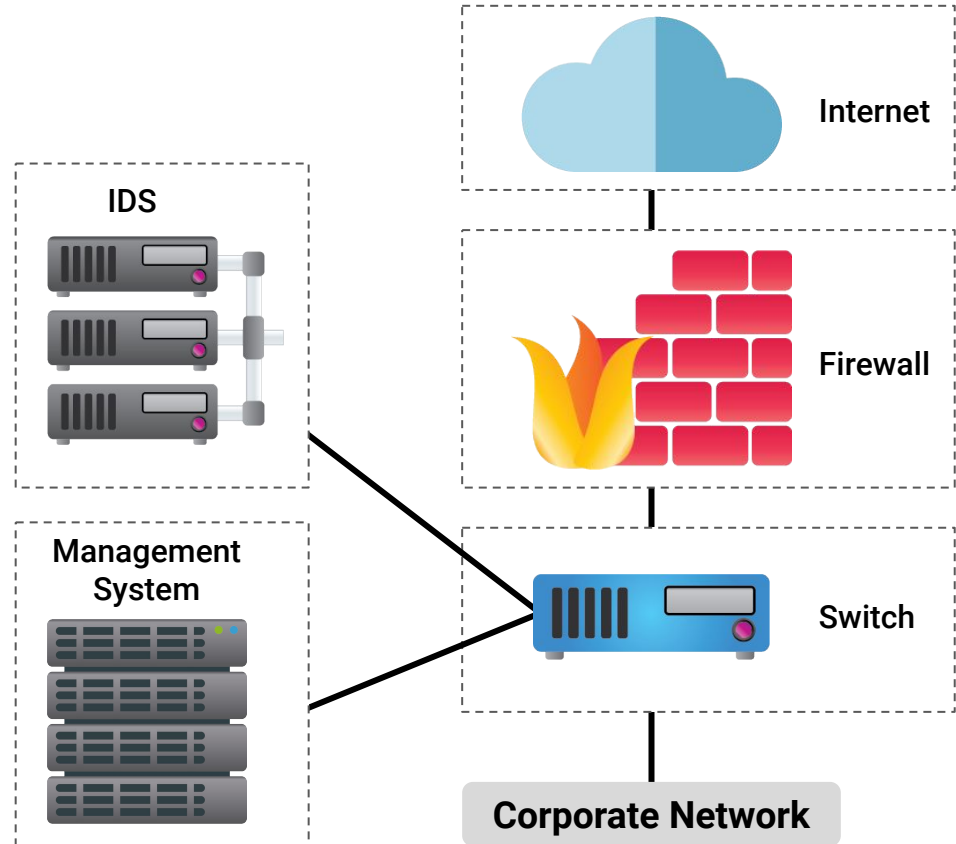 Internet
IDS
Firewall
Management
System
Switch
Corporate Network